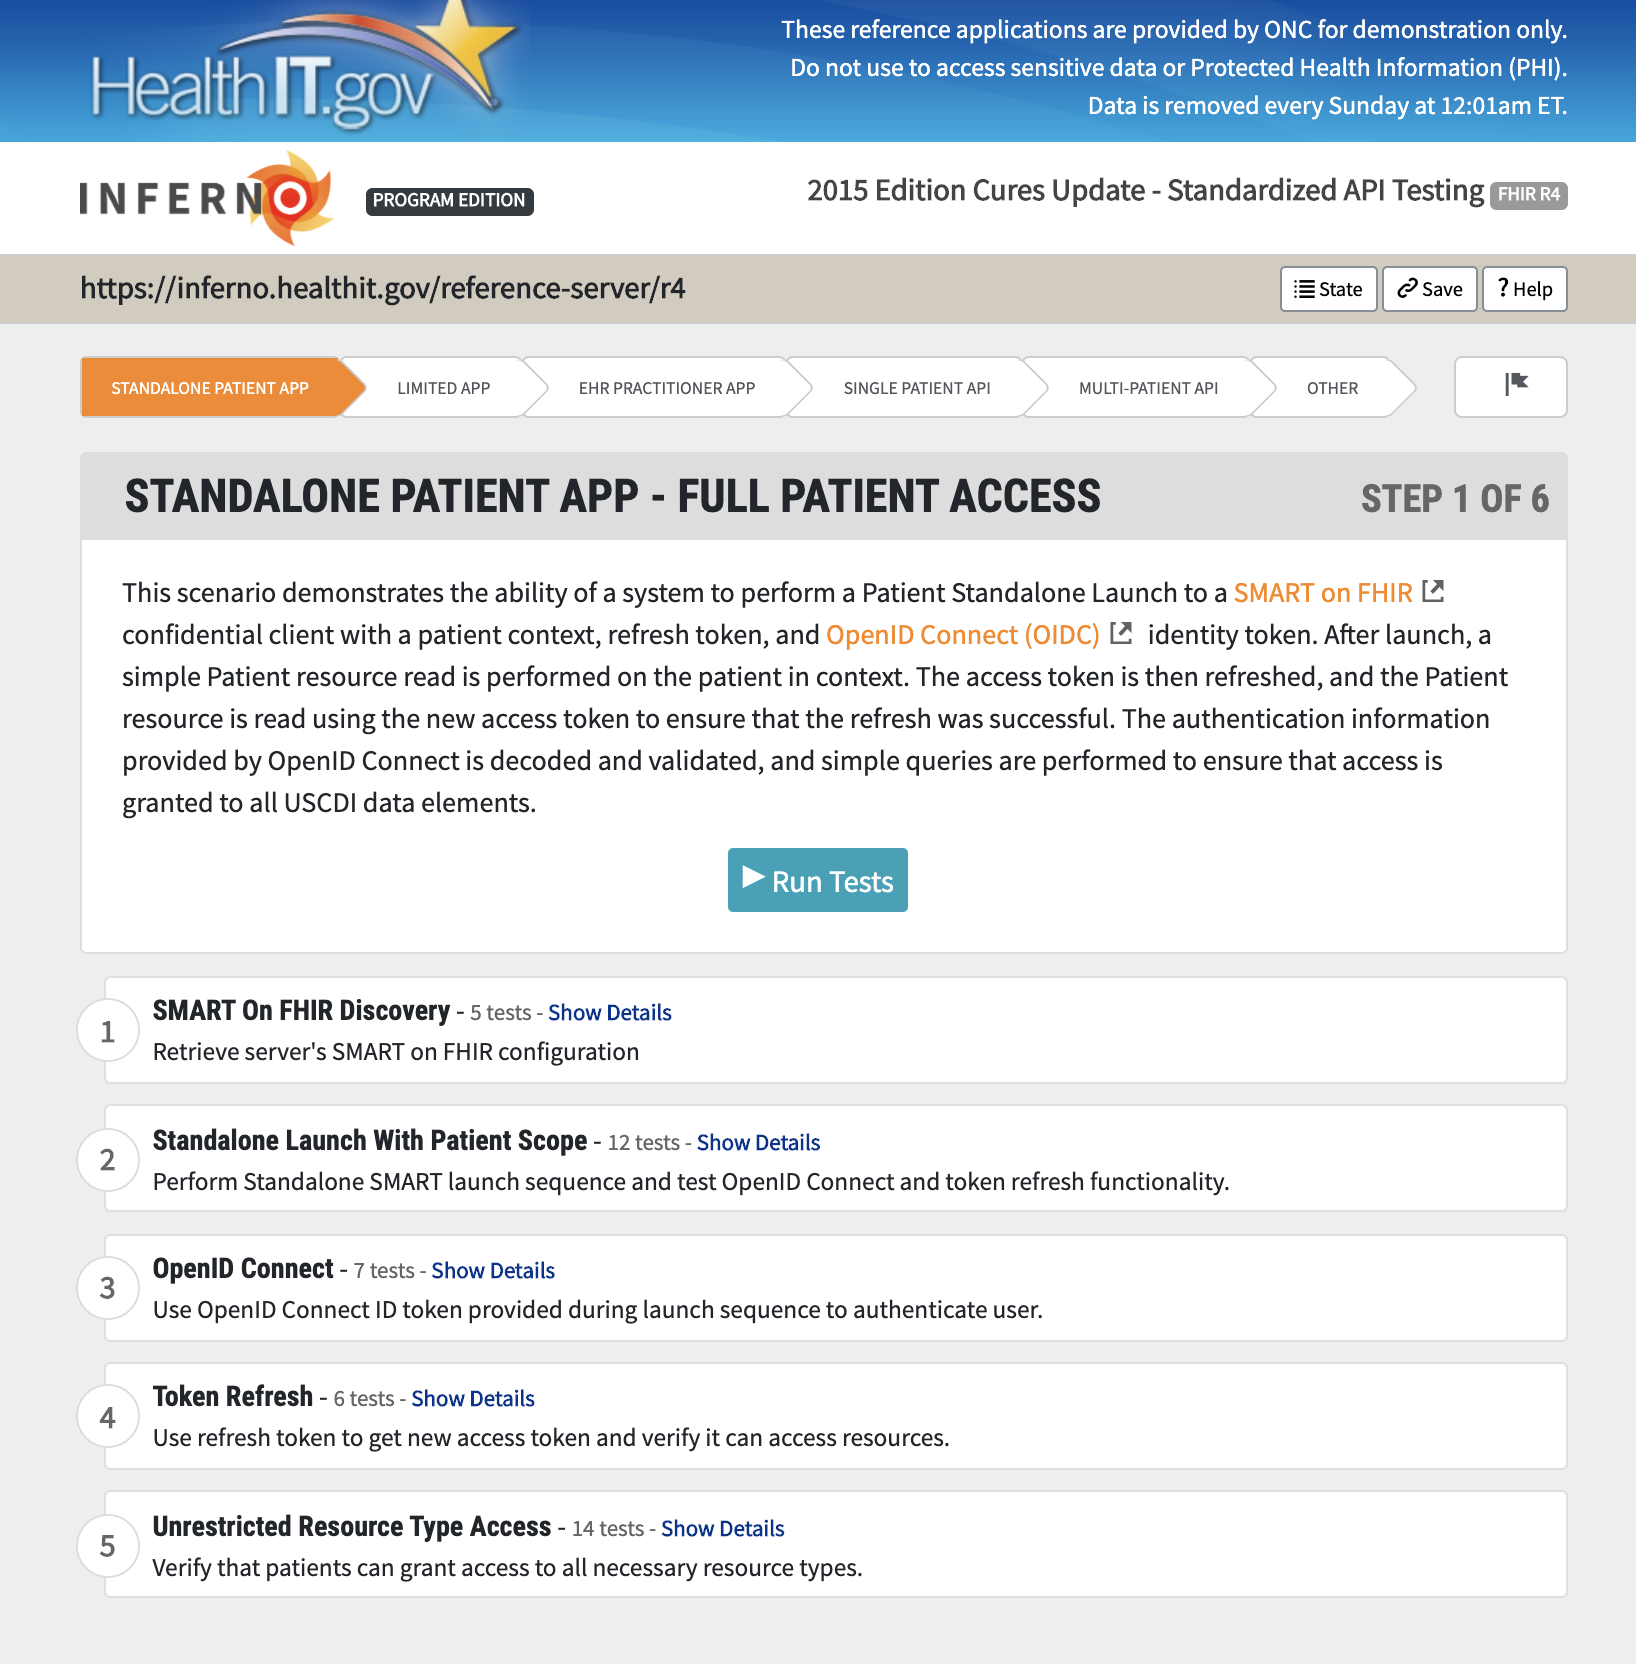 HealthIT.gov
These reference applications are provided by ONC for demonstration only.
Do not use to access sensitive data or Protected Health Information (PHI).
Data is removed every Sunday at 12:01am ET.
INFERNO
PROGRAM EDITION
2015 Edition Cures Update - Standardized API Testing FHIR R4
https://inferno.healthit.gov/reference-server/r4
State
Save
? Help
STANDALONE PATIENT APP
LIMITED APP
EHR PRACTITIONER APP
SINGLE PATIENT API
MULTI-PATIENT API
OTHER
STANDALONE PATIENT APP - FULL PATIENT ACCESS
STEP 1 OF 6
This scenario demonstrates the ability of a system to perform a Patient Standalone Launch to a SMART on FHIR
confidential client with a patient context, refresh token, and OpenID Connect (OIDC) identity token. After launch, a
simple Patient resource read is performed on the patient in context. The access token is then refreshed, and the Patient
resource is read using the new access token to ensure that the refresh was successful. The authentication information
provided by OpenID Connect is decoded and validated, and simple queries are performed to ensure that access is
granted to all USCDI data elements.
Run Tests
1
SMART On FHIR Discovery - 5 tests - Show Details
Retrieve server's SMART on FHIR configuration
2
Standalone Launch With Patient Scope - 12 tests - Show Details
Perform Standalone SMART launch sequence and test OpenID Connect and token refresh functionality.
3
OpenID Connect - 7 tests - Show Details
Use OpenID Connect ID token provided during launch sequence to authenticate user.
4
Token Refresh - 6 tests - Show Details
Use refresh token to get new access token and verify it can access resources.
5
Unrestricted Resource Type Access - 14 tests - Show Details
Verify that patients can grant access to all necessary resource types.